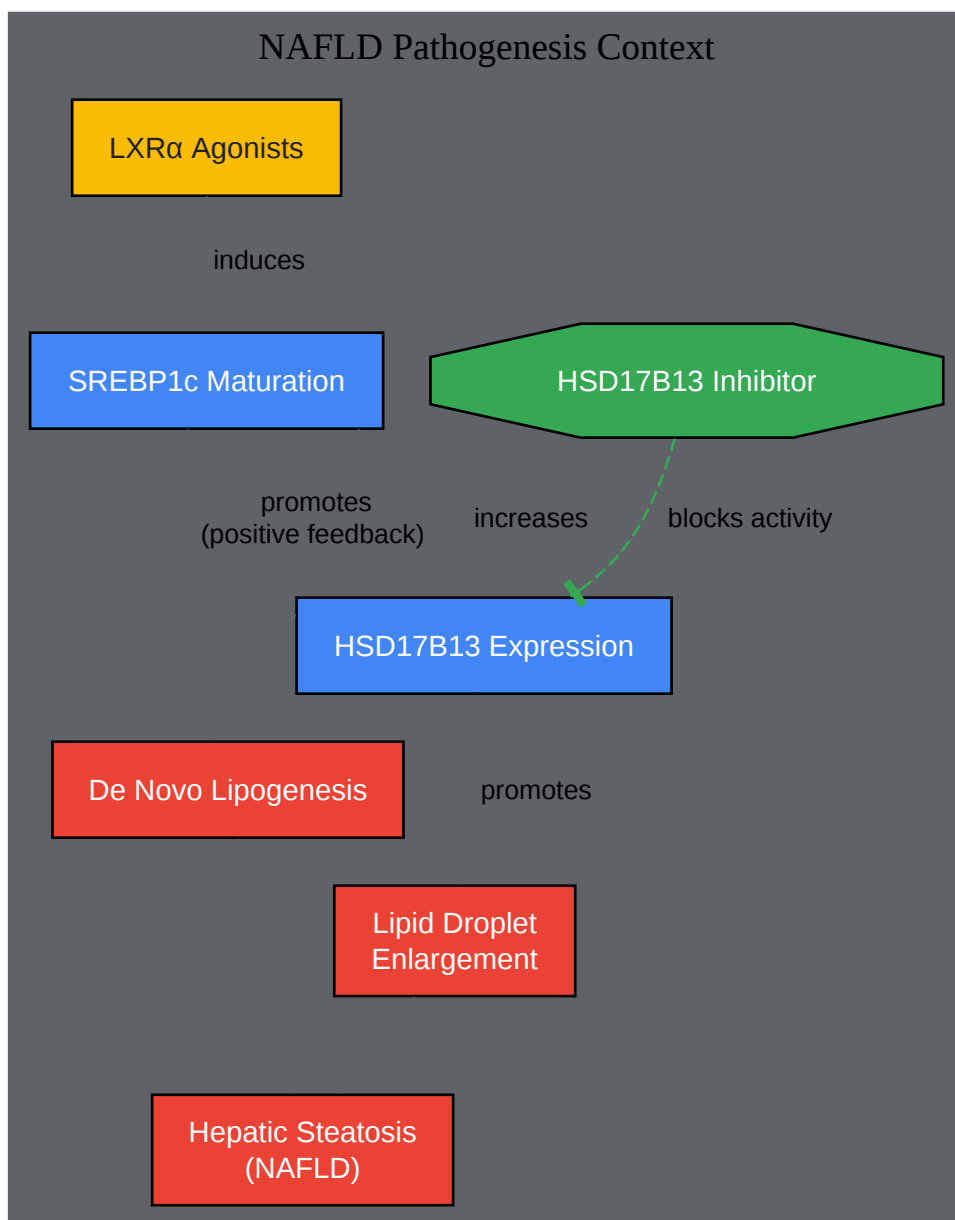 NAFLD Pathogenesis Context
LXRα Agonists
induces
SREBP1c Maturation
HSD17B13 Inhibitor
promotes
(positive feedback)
increases
blocks activity
HSD17B13 Expression
De Novo Lipogenesis
promotes
Lipid Droplet
Enlargement
Hepatic Steatosis
(NAFLD)